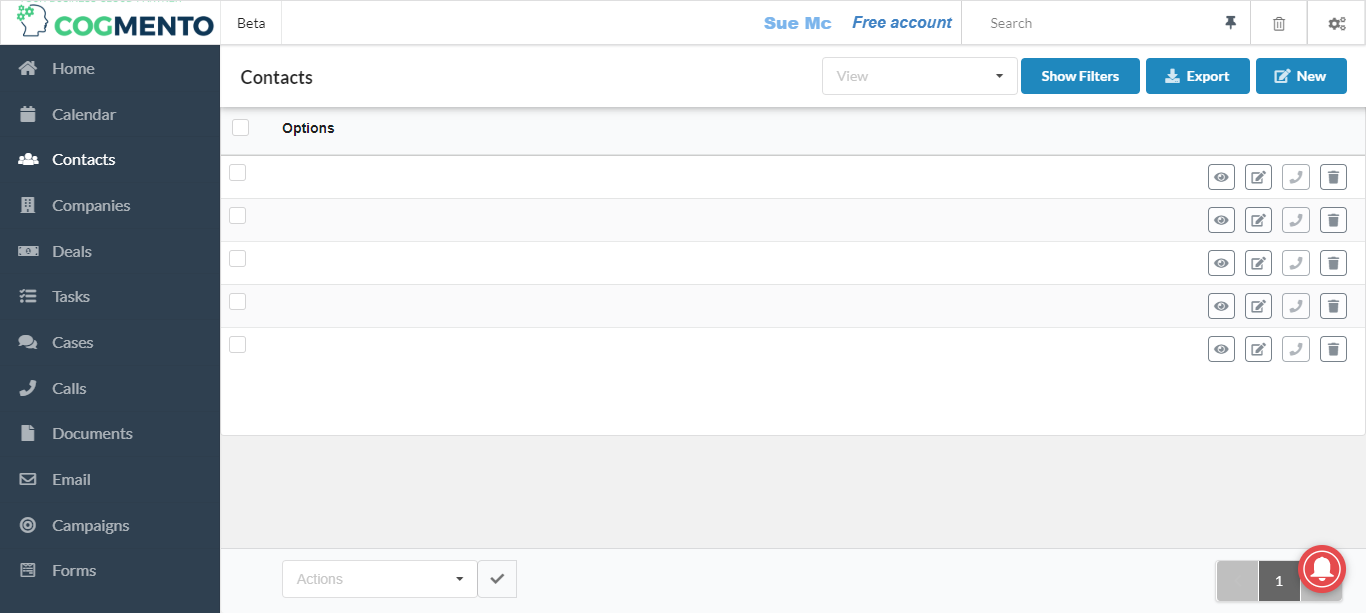 COGMENTO
Beta
Sue Mc
Free account
Search
Home
Calendar
Contacts
Companies
Deals
Tasks
Cases
Calls
Documents
Email
Campaigns
Forms
Contacts
View
Show Filters
Export
New
Options
Actions
1